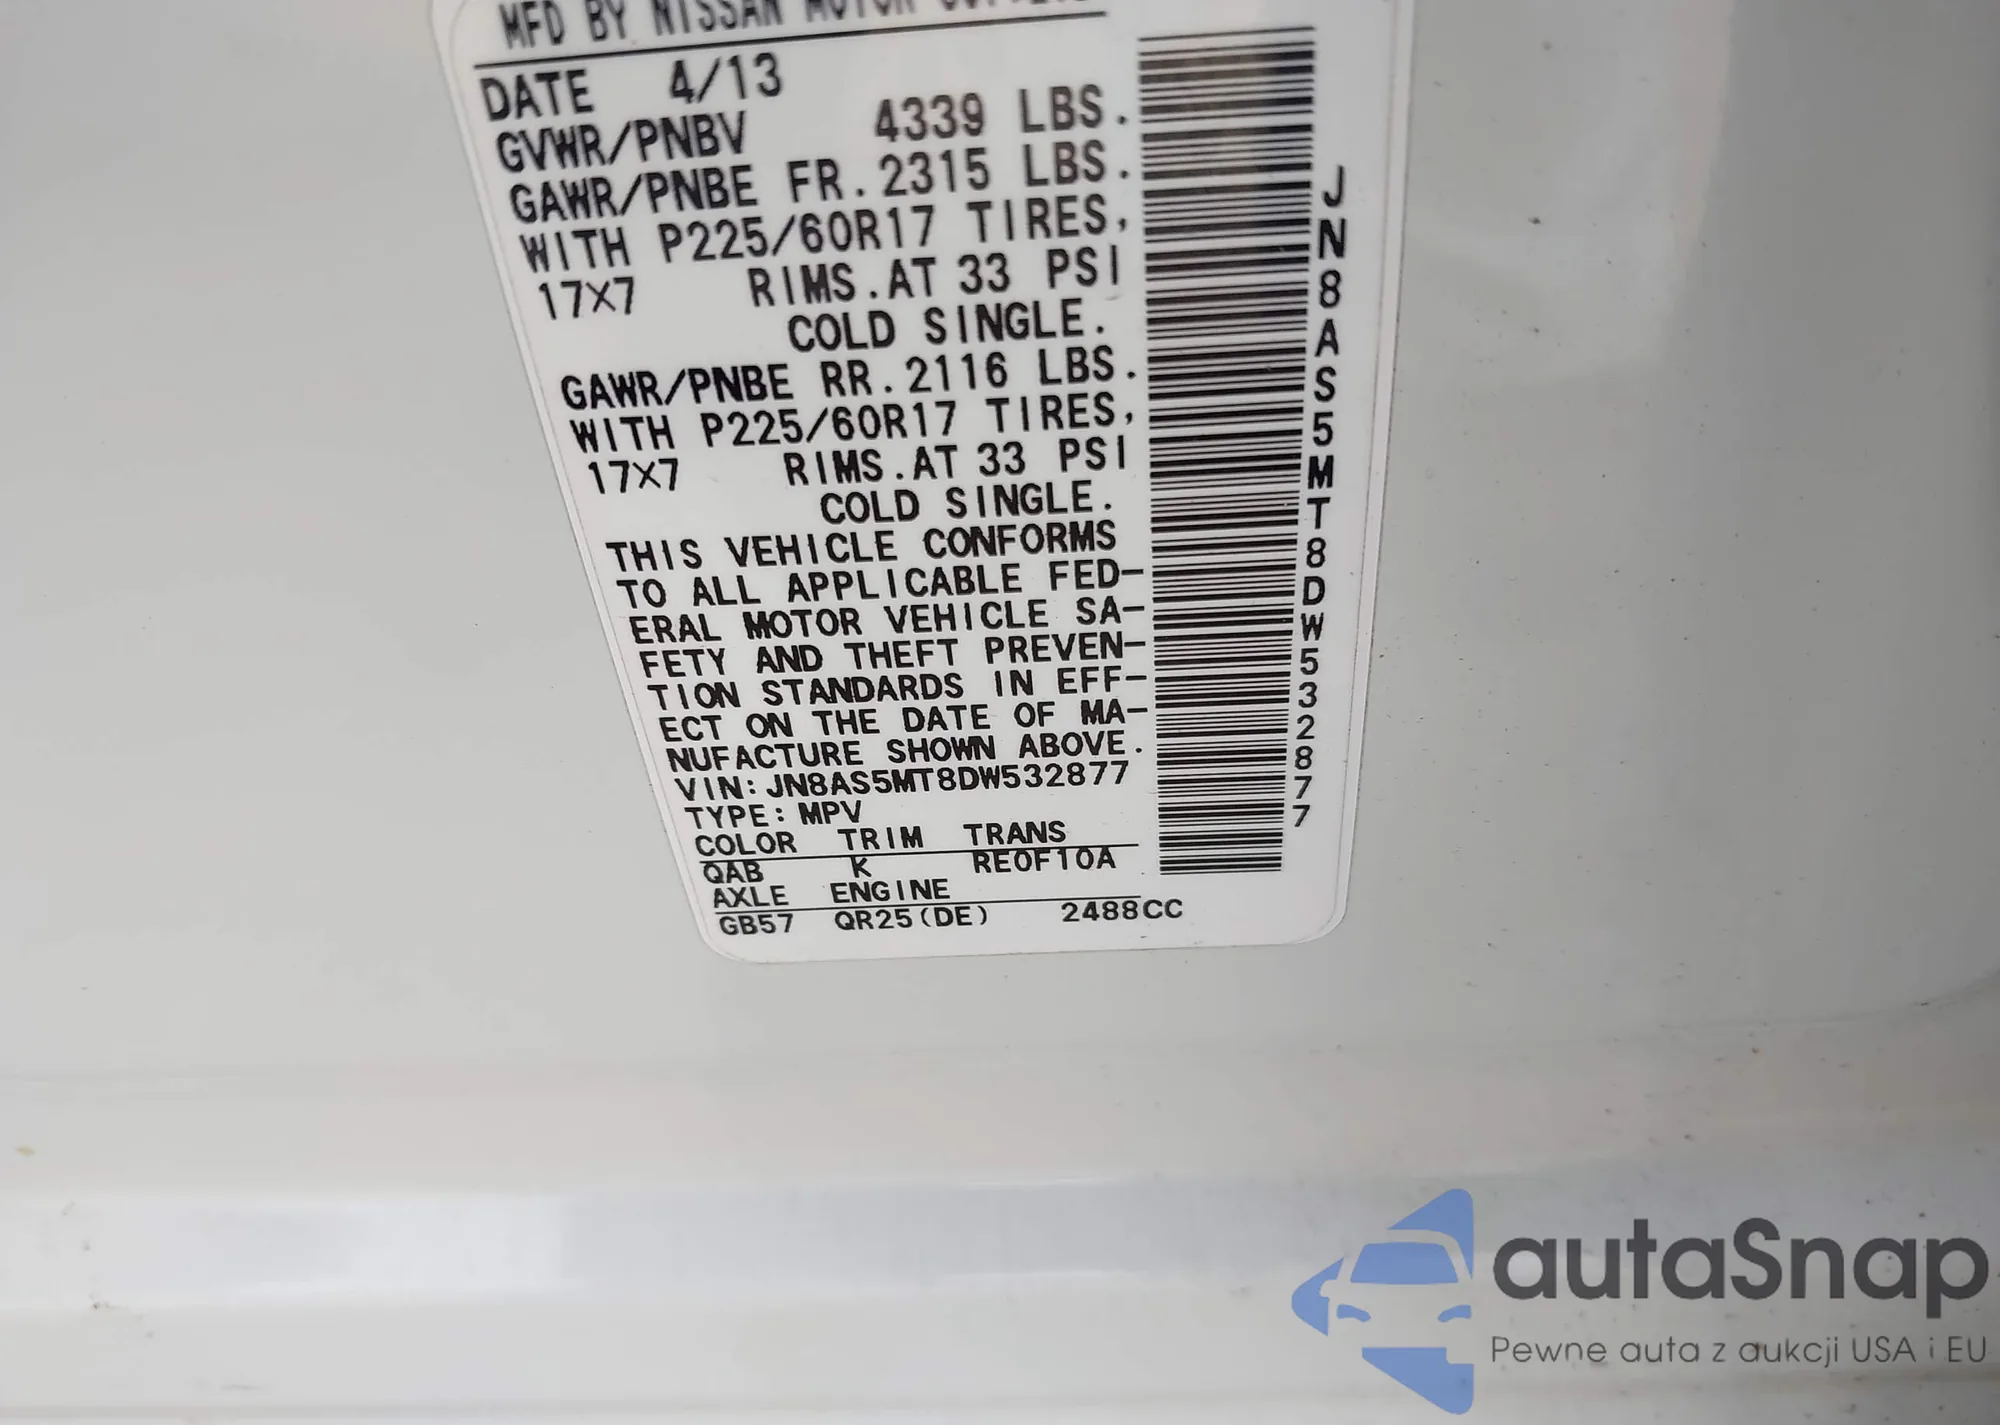 MFD BY NISSAN MOTOR
DATE 4/13
GVWR/PNBV 4339 LBS.
GAWR/PNBE FR. 2315 LBS.
WITH P225/60R17 TIRES,
17X7 RIMS.AT 33 PSI
COLD SINGLE.
GAWR/PNBE RR. 2116 LBS.
WITH P225/60R17 TIRES,
17X7 RIMS.AT 33 PSI
COLD SINGLE.
THIS VEHICLE CONFORMS
TO ALL APPLICABLE FED-
ERAL MOTOR VEHICLE SA-
FETY AND THEFT PREVEN-
TION STANDARDS IN EFF-
ECT ON THE DATE OF MA-
NUFACTURE SHOWN ABOVE.
VIN: JN8AS5MT8DW532877
TYPE: MPV
COLOR TRIM TRANS
QAB K RE0F10A
AXLE ENGINE
GB57 QR25(DE) 2488CC
JN8AS5MT8DW532877
autaSnap
Pewne auta z aukcji USA i EU